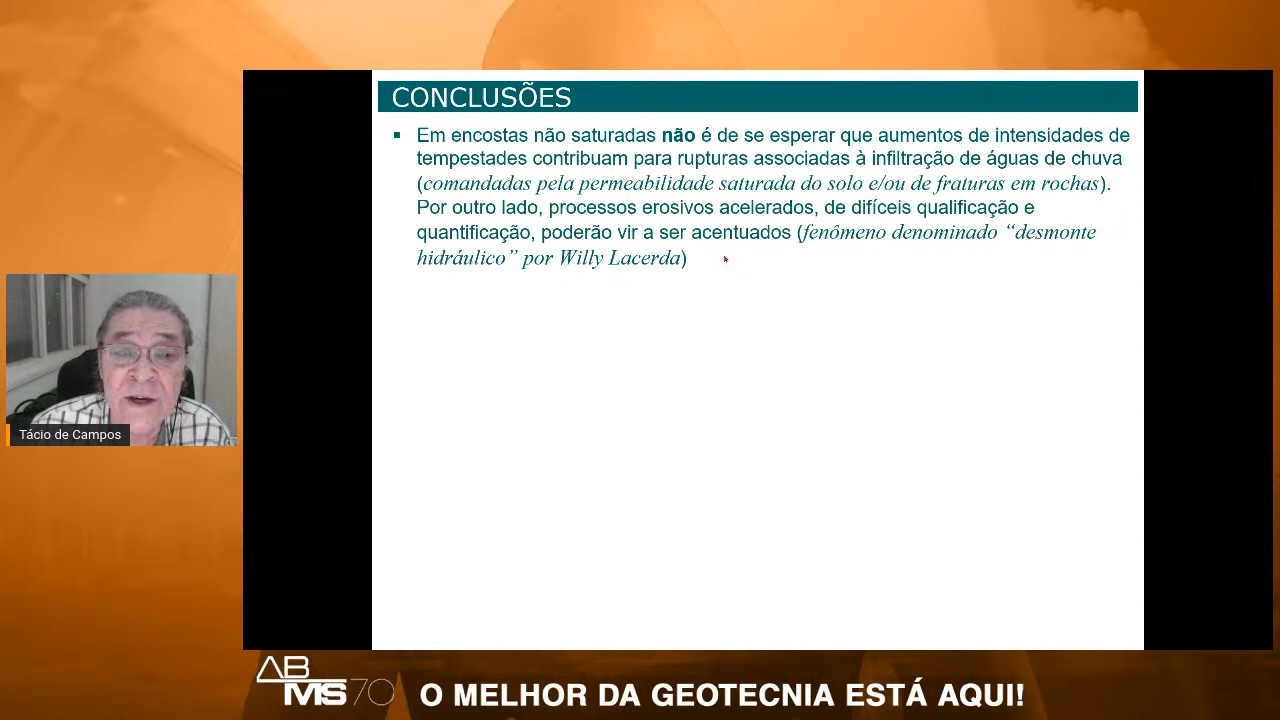 CONCLUSÕES
▪ Em encostas não saturadas não é de se esperar que aumentos de intensidades de
tempestades contribuam para rupturas associadas à infiltração de águas de chuva
(comandadas pela permeabilidade saturada do solo e/ou de fraturas em rochas).
Por outro lado, processos erosivos acelerados, de difíceis qualificação e
quantificação, poderão vir a ser acentuados (fenômeno denominado “desmonte
hidráulico” por Willy Lacerda)
Tácio de Campos
ABMS70
O MELHOR DA GEOTECNIA ESTÁ AQUI!